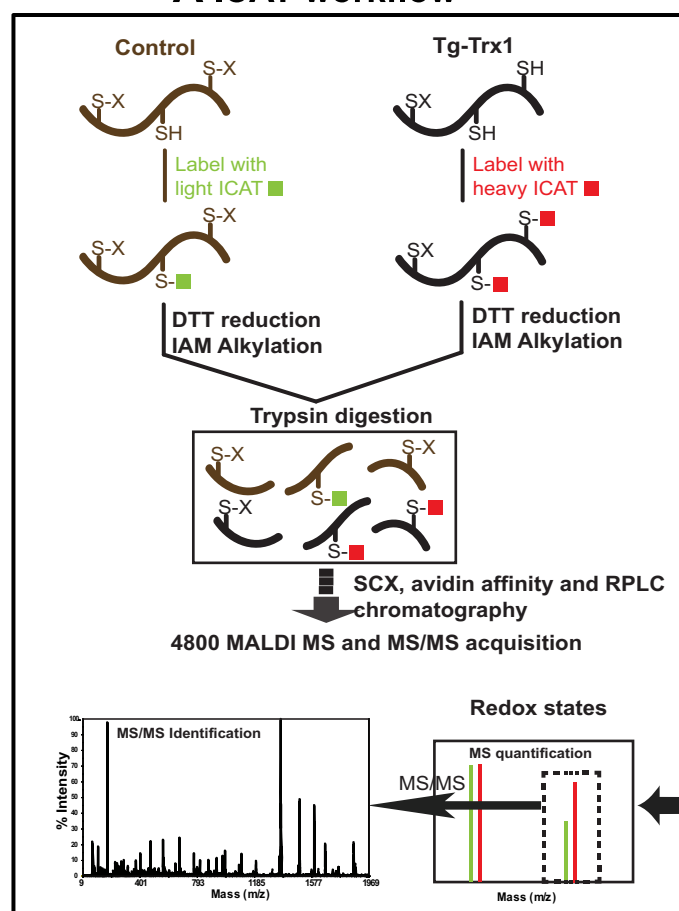 A ICAT workflow
Control
Tg-Trx1
S-X
S-X
SH
SX
SH
SH
Label with
light ICAT
Label with
heavy ICAT
S-X
S-X
S-
SX
S-
S-
DTT reduction
IAM Alkylation
DTT reduction
IAM Alkylation
Trypsin digestion
S-X
S-X
S-
S-X
S-
S-
SCX, avidin affinity and RPLC
chromatography
4800 MALDI MS and MS/MS acquisition
Redox states
MS/MS Identification
% Intensity
100
90
80
70
60
50
40
30
20
10
0
9 401 793 1185 1577 1969
Mass (m/z)
MS/MS
MS quantification
Mass (m/z)